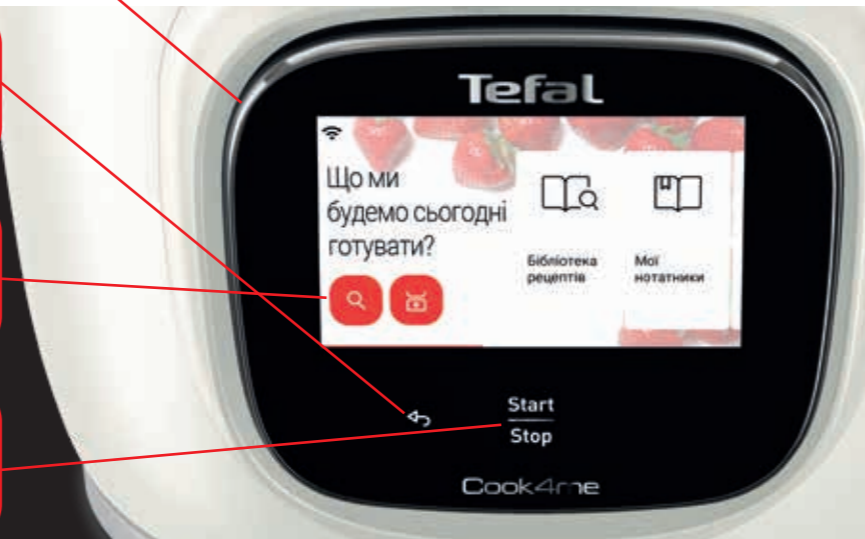 Tefal
Що ми
будемо сьогодні
готувати?
Бібліотека
рецептів
Мої
нотатники
Start
Stop
Cook4me